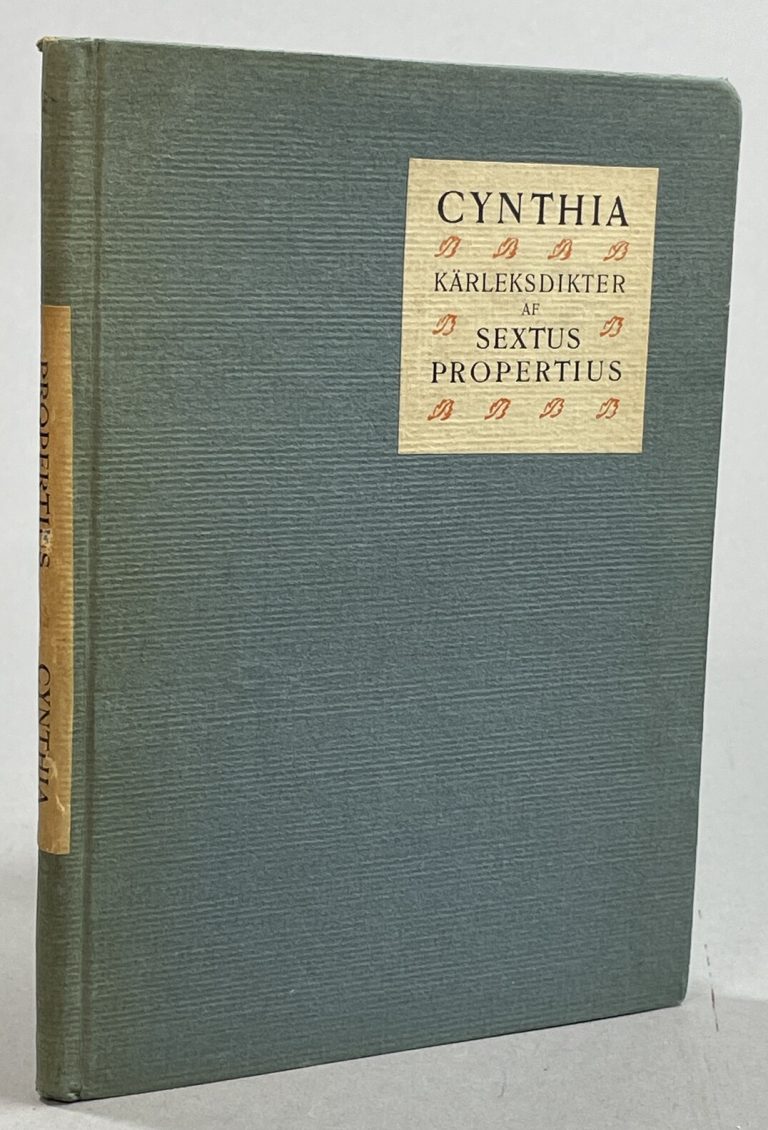 CYNTHIA
KÄRLEKSDIKTER
AF
SEXTUS
PROPERTIUS
PROPERTIUS
CYNTHIA